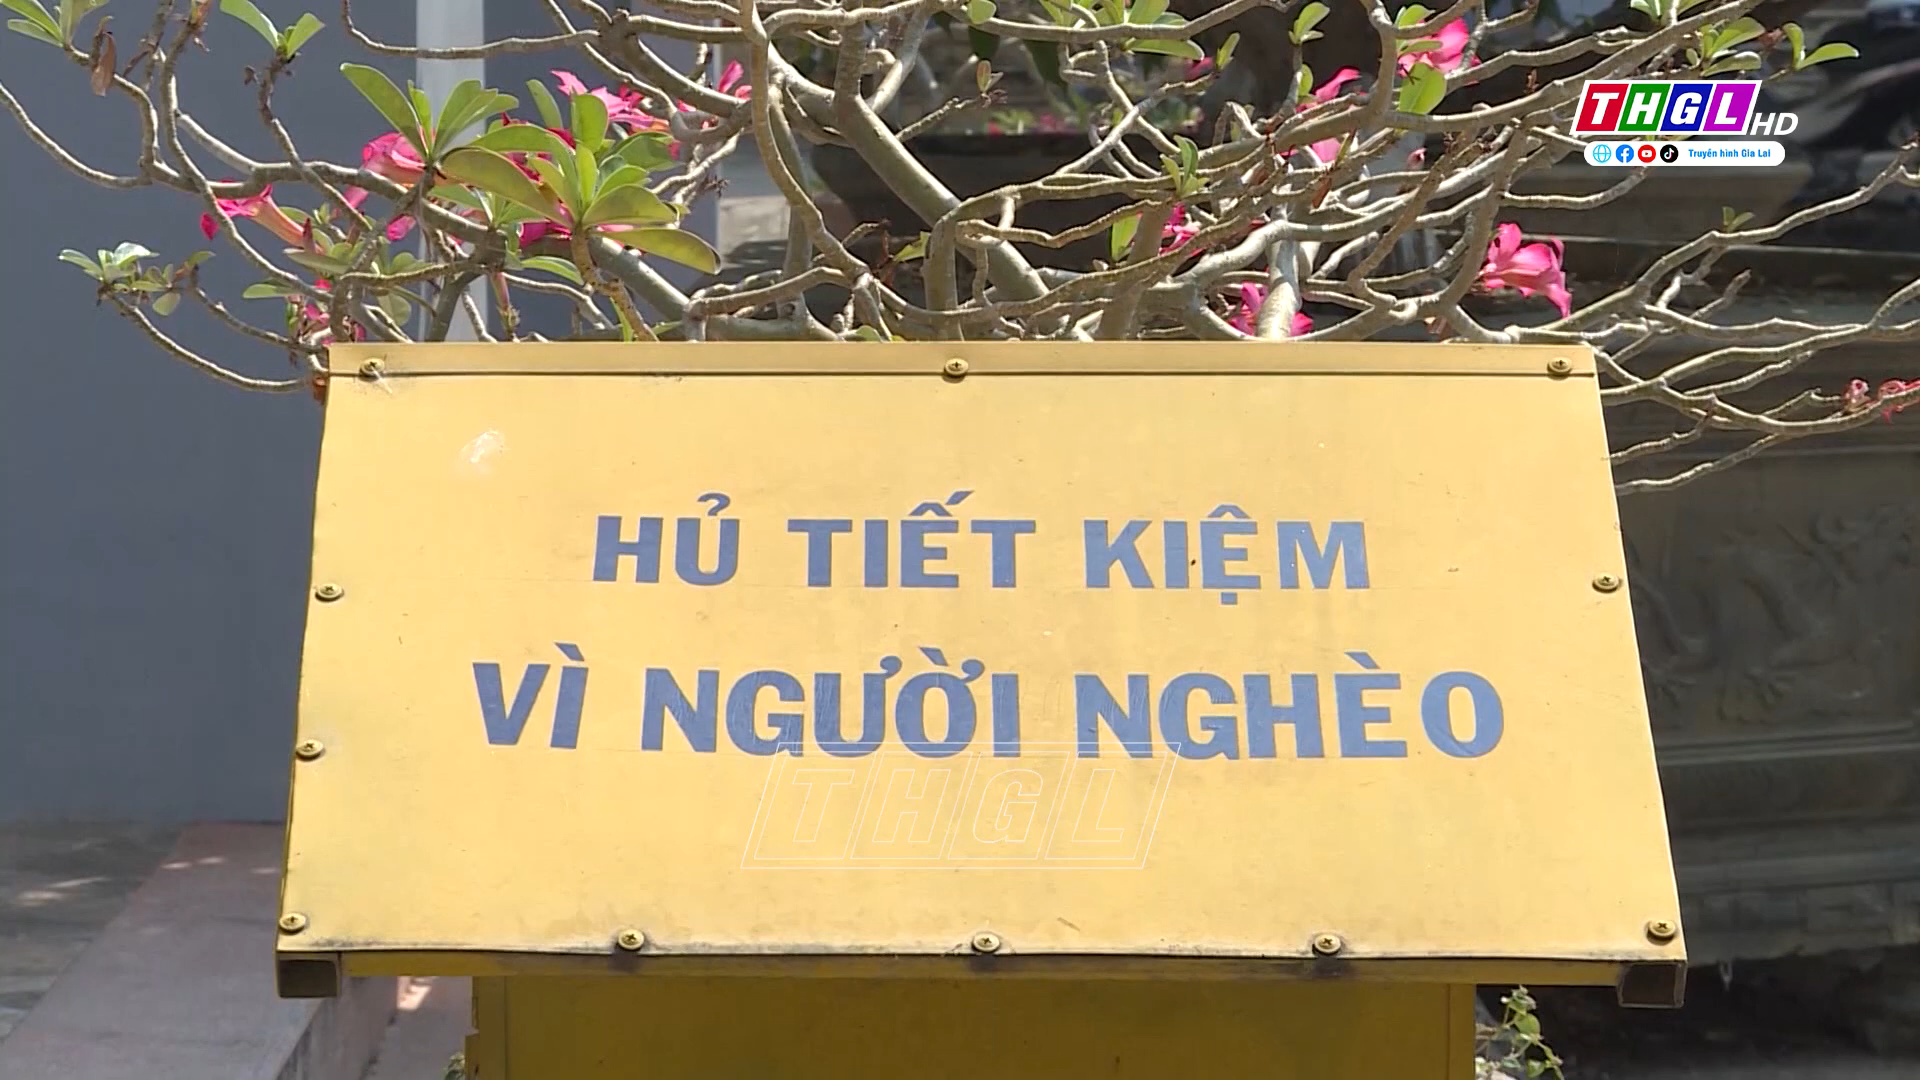 THGL HD
Truyền hình Gia Lai
HỦ TIẾT KIỆM
VÌ NGƯỜI NGHÈO
THGL